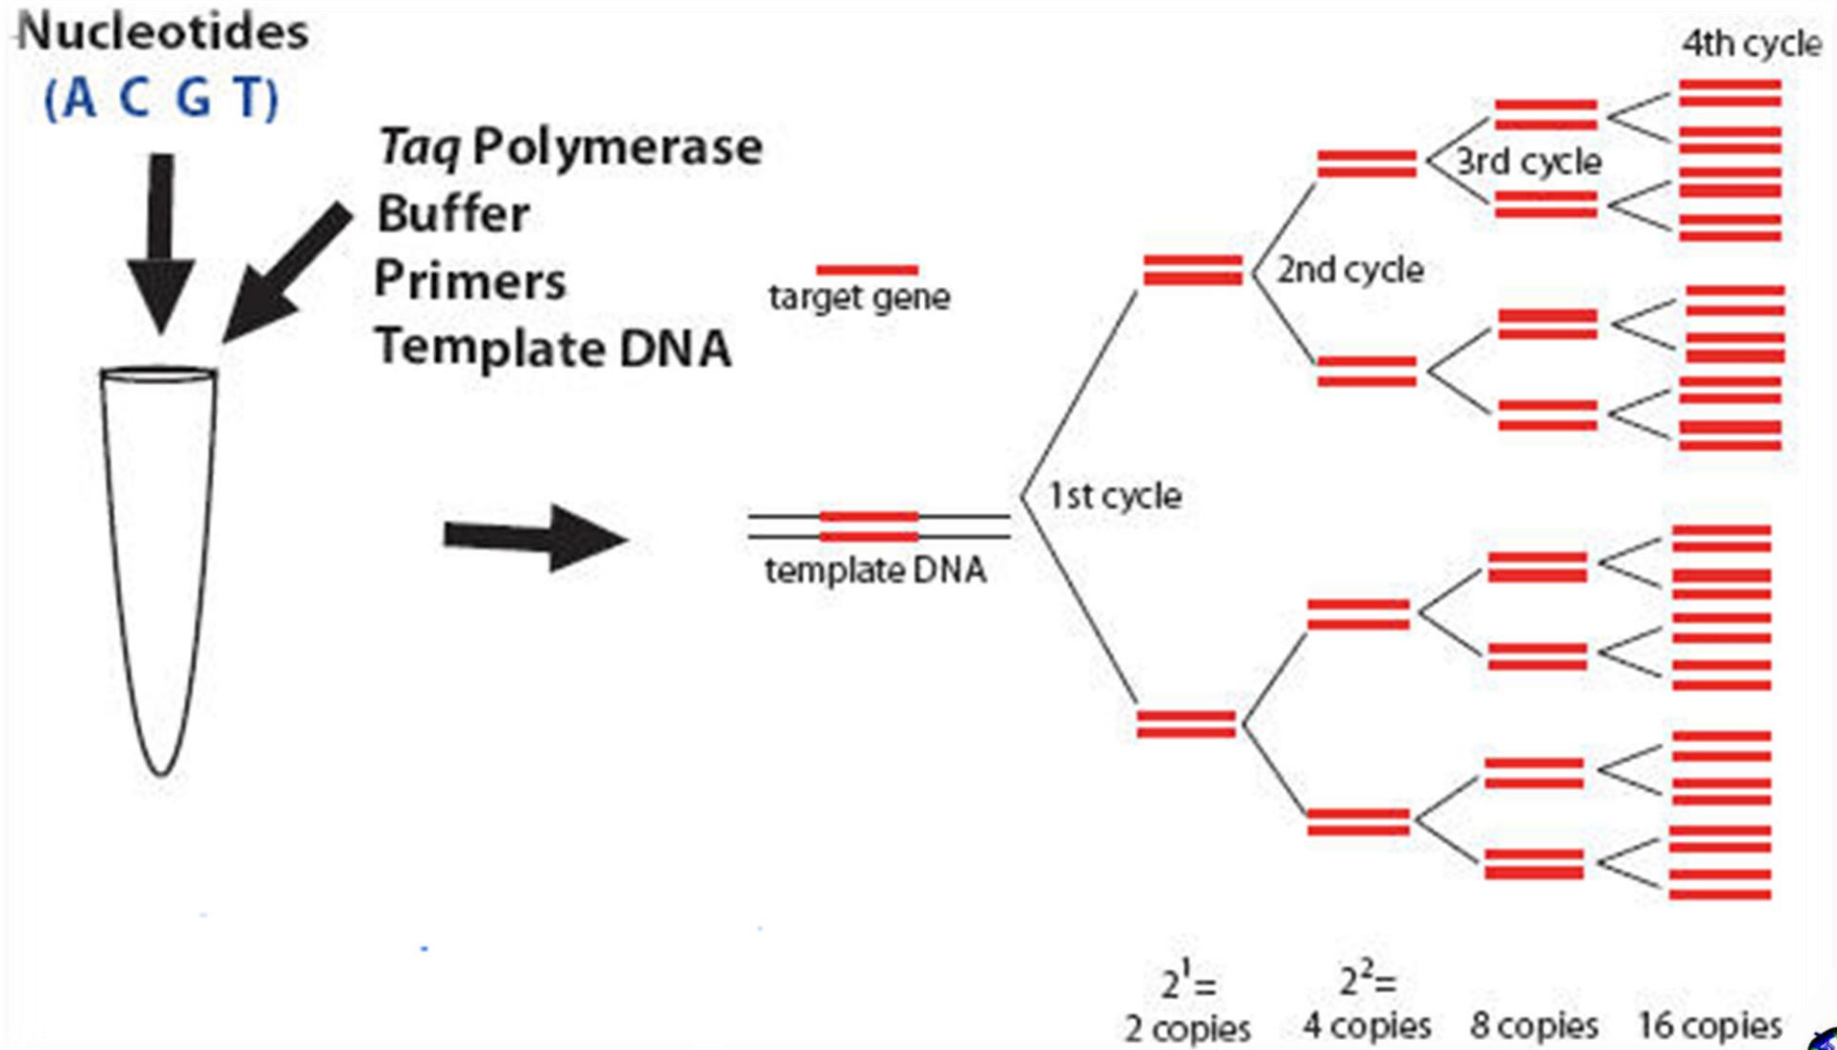 Nucleotides
(A C G T)
Taq Polymerase
Buffer
Primers
Template DNA
target gene
template DNA
1st cycle
2nd cycle
3rd cycle
4th cycle
2¹=
2 copies
2²=
4 copies
8 copies
16 copies